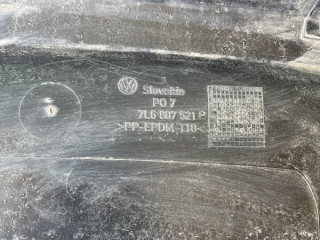 Slovakia
PO 7
7L6 807 521 P
>PP-EPDM-T10<